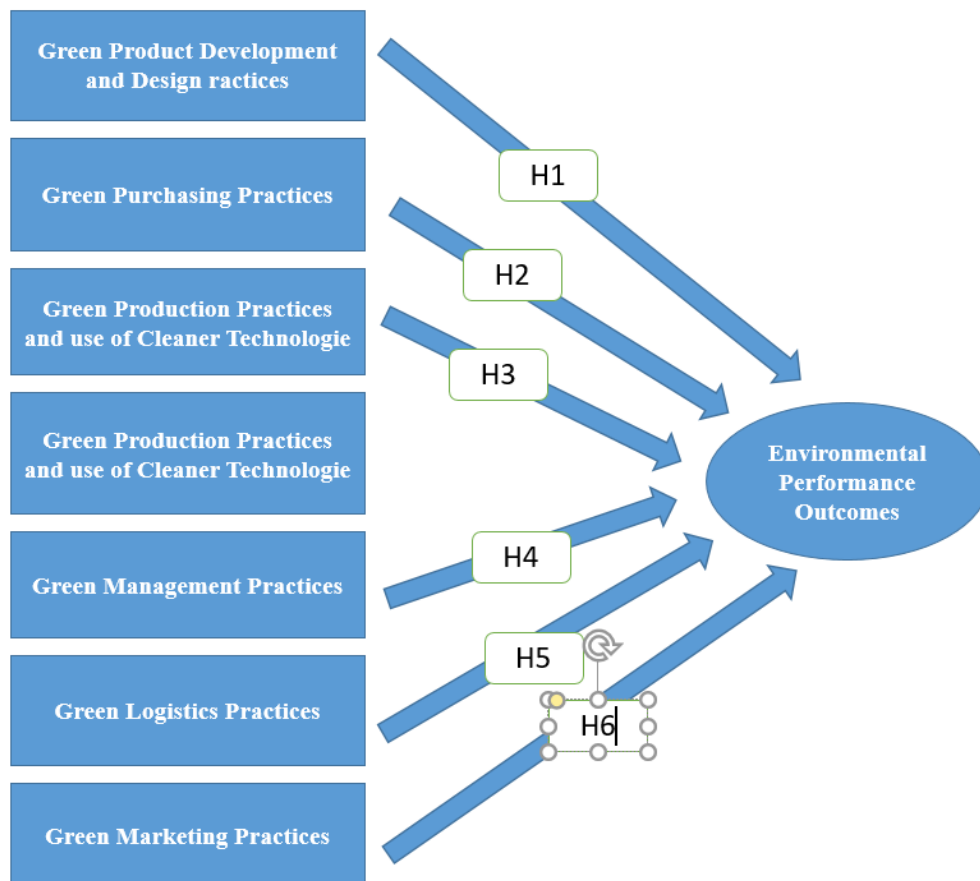 Green Product Development
and Design ractices
H1
Green Purchasing Practices
H2
Green Production Practices
and use of Cleaner Technologie
H3
Green Production Practices
and use of Cleaner Technologie
Environmental
Performance
Outcomes
Green Management Practices
H4
Green Logistics Practices
H5
H6
Green Marketing Practices